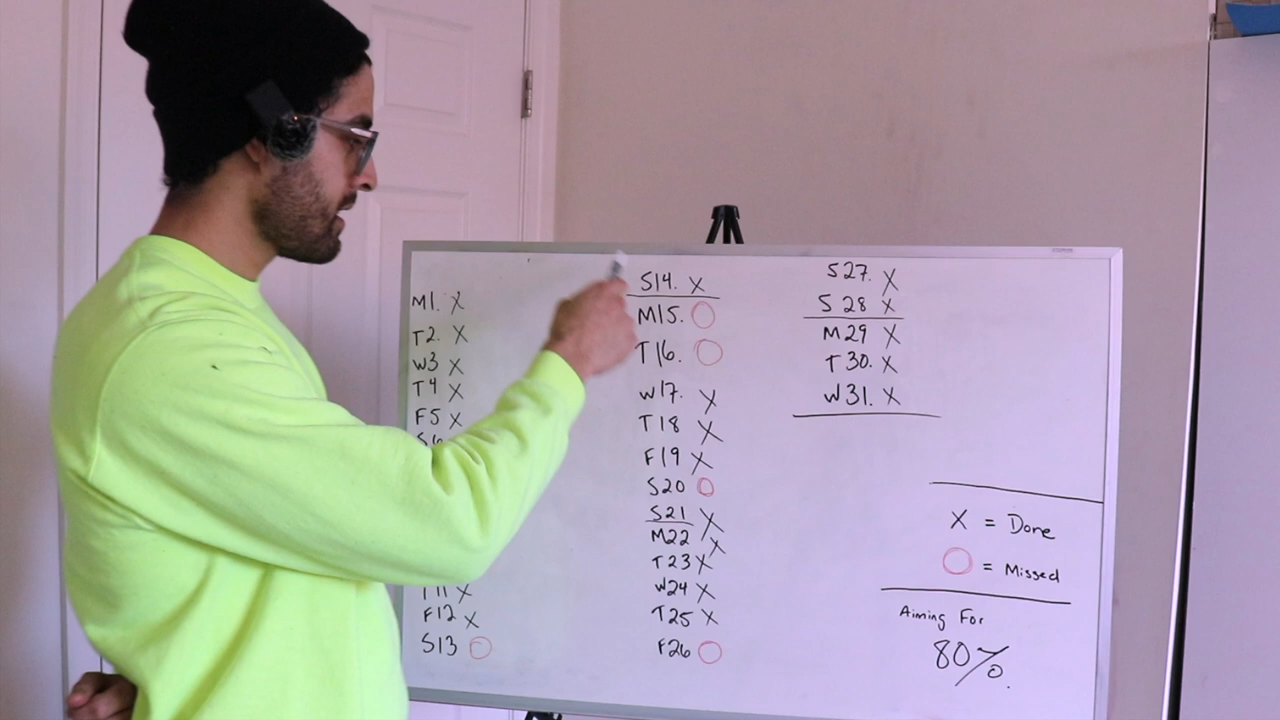 M1. X
T2. X
W3 X
T4 X
F5 X
T11 X
F12 X
S13 O
S14. X
M15. O
T16. O
W17. X
T18 X
F19 X
S20 O
S21 X
M22 X
T23 X
W24 X
T25 X
F26 O
S27. X
S28 X
M29 X
T30. X
W31. X
X = Done
O = Missed
Aiming For
80%.